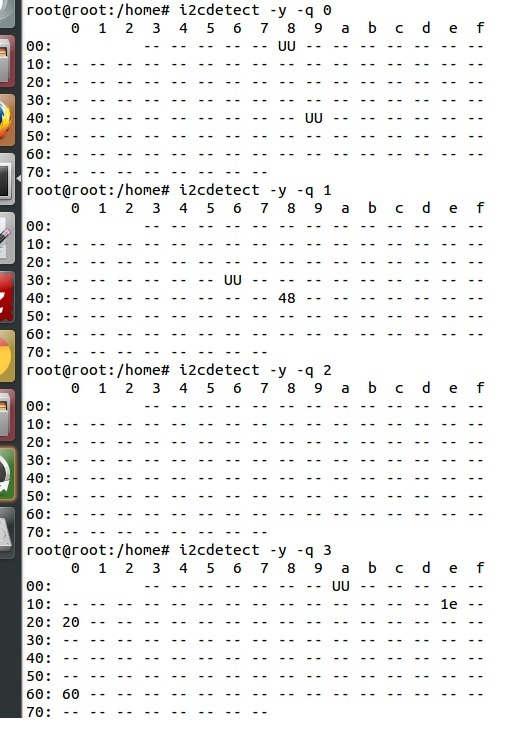 root@root:/home# i2cdetect -y -q 0
     0  1  2  3  4  5  6  7  8  9  a  b  c  d  e  f
00:          -- -- -- -- -- UU -- -- -- -- -- -- --
10: -- -- -- -- -- -- -- -- -- -- -- -- -- -- -- --
20: -- -- -- -- -- -- -- -- -- -- -- -- -- -- -- --
30: -- -- -- -- -- -- -- -- -- -- -- -- -- -- -- --
40: -- -- -- -- -- -- -- -- -- UU -- -- -- -- -- --
50: -- -- -- -- -- -- -- -- -- -- -- -- -- -- -- --
60: -- -- -- -- -- -- -- -- -- -- -- -- -- -- -- --
70: -- -- -- -- -- -- -- --
root@root:/home# i2cdetect -y -q 1
     0  1  2  3  4  5  6  7  8  9  a  b  c  d  e  f
00:          -- -- -- -- -- -- -- -- -- -- -- -- --
10: -- -- -- -- -- -- -- -- -- -- -- -- -- -- -- --
20: -- -- -- -- -- -- -- -- -- -- -- -- -- -- -- --
30: -- -- -- -- -- -- UU -- -- -- -- -- -- -- -- --
40: -- -- -- -- -- -- -- -- 48 -- -- -- -- -- -- --
50: -- -- -- -- -- -- -- -- -- -- -- -- -- -- -- --
60: -- -- -- -- -- -- -- -- -- -- -- -- -- -- -- --
70: -- -- -- -- -- -- -- --
root@root:/home# i2cdetect -y -q 2
     0  1  2  3  4  5  6  7  8  9  a  b  c  d  e  f
00:          -- -- -- -- -- -- -- -- -- -- -- -- --
10: -- -- -- -- -- -- -- -- -- -- -- -- -- -- -- --
20: -- -- -- -- -- -- -- -- -- -- -- -- -- -- -- --
30: -- -- -- -- -- -- -- -- -- -- -- -- -- -- -- --
40: -- -- -- -- -- -- -- -- -- -- -- -- -- -- -- --
50: -- -- -- -- -- -- -- -- -- -- -- -- -- -- -- --
60: -- -- -- -- -- -- -- -- -- -- -- -- -- -- -- --
70: -- -- -- -- -- -- -- --
root@root:/home# i2cdetect -y -q 3
     0  1  2  3  4  5  6  7  8  9  a  b  c  d  e  f
00:          -- -- -- -- -- -- -- UU -- -- -- -- --
10: -- -- -- -- -- -- -- -- -- -- -- -- -- -- 1e --
20: 20 -- -- -- -- -- -- -- -- -- -- -- -- -- -- --
30: -- -- -- -- -- -- -- -- -- -- -- -- -- -- -- --
40: -- -- -- -- -- -- -- -- -- -- -- -- -- -- -- --
50: -- -- -- -- -- -- -- -- -- -- -- -- -- -- -- --
60: 60 -- -- -- -- -- -- -- -- -- -- -- -- -- -- --
70: -- -- -- -- -- -- -- --